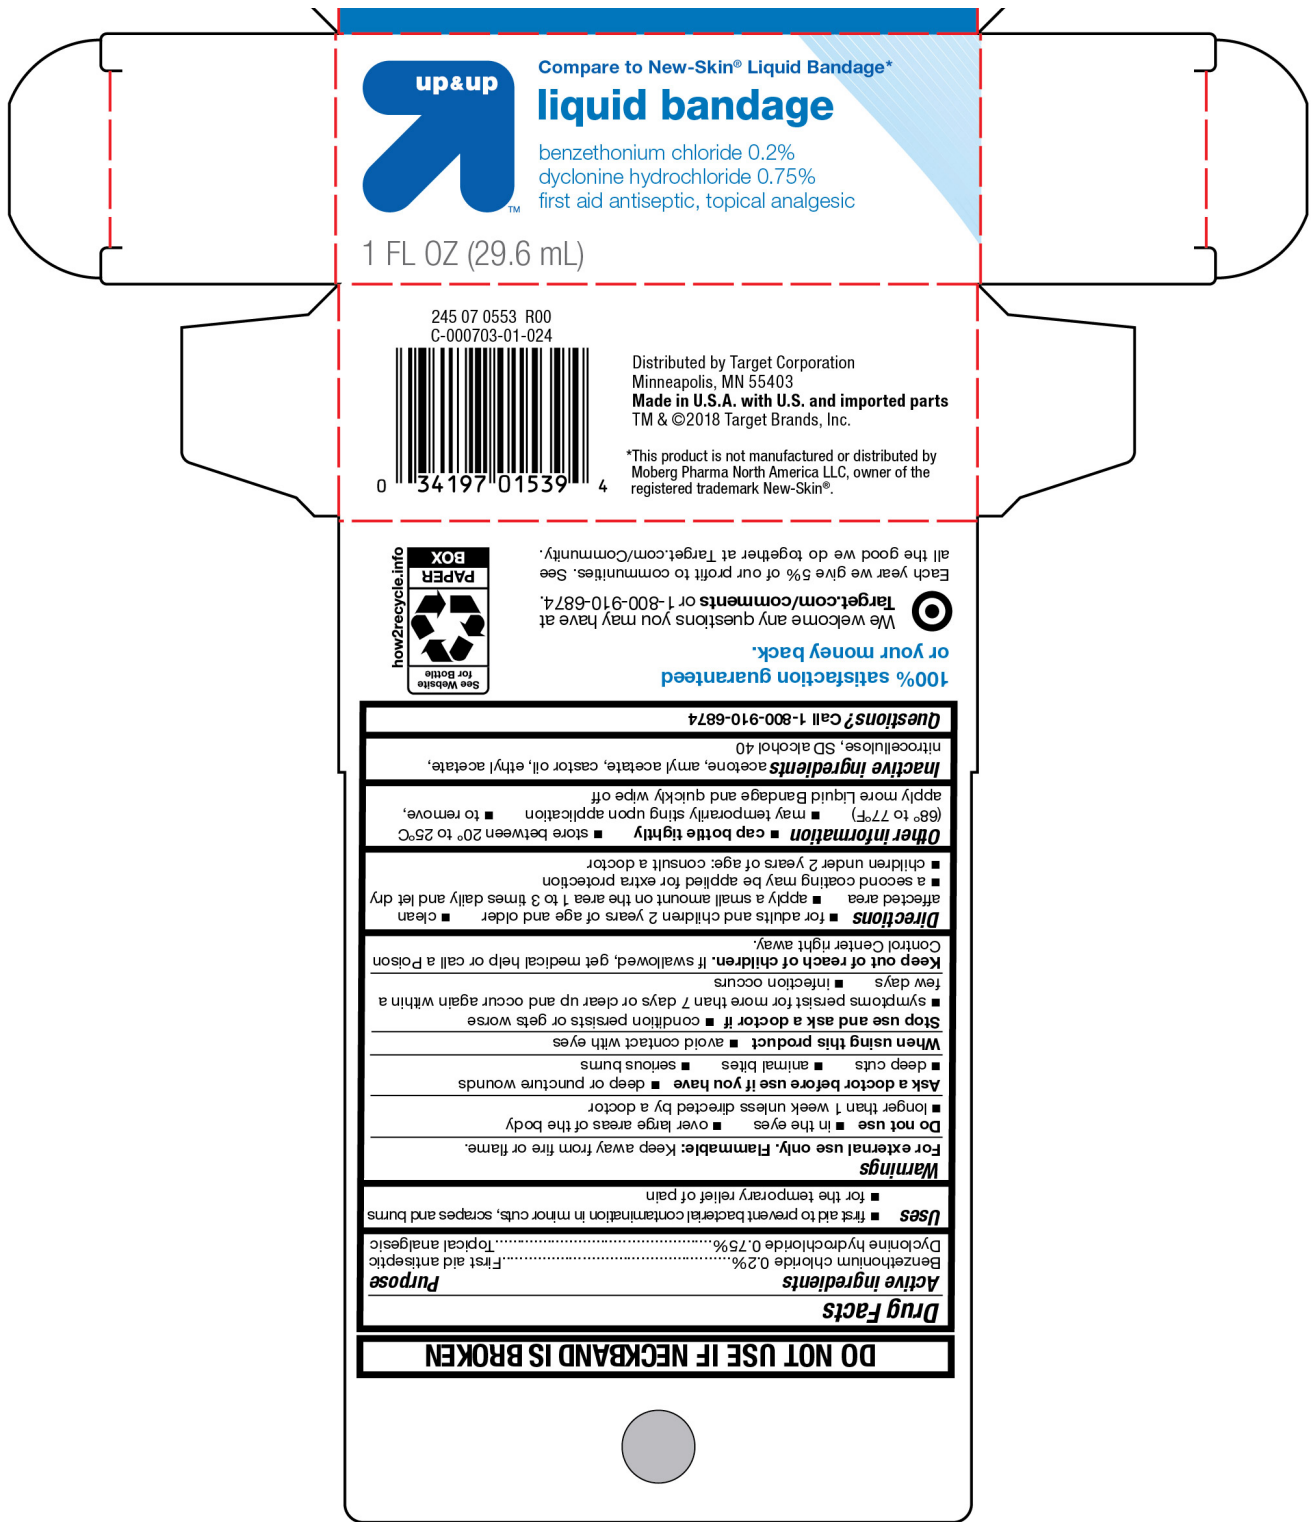 up&up
Compare to New-Skin® Liquid Bandage*
liquid bandage
benzethonium chloride 0.2%
dyclonine hydrochloride 0.75%
first aid antiseptic, topical analgesic
TM
1 FL OZ (29.6 mL)
245 07 0553 R00
C-000703-01-024
0 34197 01539 4
Distributed by Target Corporation
Minneapolis, MN 55403
Made in U.S.A. with U.S. and imported parts
TM & ©2018 Target Brands, Inc.
*This product is not manufactured or distributed by
Moberg Pharma North America LLC, owner of the
registered trademark New-Skin®.
DO NOT USE IF NECKBAND IS BROKEN
Drug Facts
Active ingredients Purpose
Benzethonium chloride 0.2%.....................................................First aid antiseptic
Dyclonine hydrochloride 0.75%..................................................Topical analgesic
Uses ■ first aid to prevent bacterial contamination in minor cuts, scrapes and burns
■ for the temporary relief of pain
Warnings
For external use only. Flammable: Keep away from fire or flame.
Do not use ■ in the eyes ■ over large areas of the body
■ longer than 1 week unless directed by a doctor
Ask a doctor before use if you have ■ deep or puncture wounds
■ deep cuts ■ animal bites ■ serious burns
When using this product ■ avoid contact with eyes
Stop use and ask a doctor if ■ condition persists or gets worse
■ symptoms persist for more than 7 days or clear up and occur again within a
few days ■ infection occurs
Keep out of reach of children. If swallowed, get medical help or call a Poison
Control Center right away.
Directions ■ for adults and children 2 years of age and older ■ clean
affected area ■ apply a small amount on the area 1 to 3 times daily and let dry
■ a second coating may be applied for extra protection
■ children under 2 years of age: consult a doctor
Other information ■ cap bottle tightly ■ store between 20° to 25°C
(68° to 77°F) ■ may temporarily sting upon application ■ to remove,
apply more Liquid Bandage and quickly wipe off
Inactive ingredients acetone, amyl acetate, castor oil, ethyl acetate,
nitrocellulose, SD alcohol 40
Questions? Call 1-800-910-6874
100% satisfaction guaranteed
or your money back.
We welcome any questions you may have at
Target.com/comments or 1-800-910-6874.
Each year we give 5% of our profit to communities. See
all the good we do together at Target.com/Community.
See Website
for Bottle
PAPER
BOX
how2recycle.info